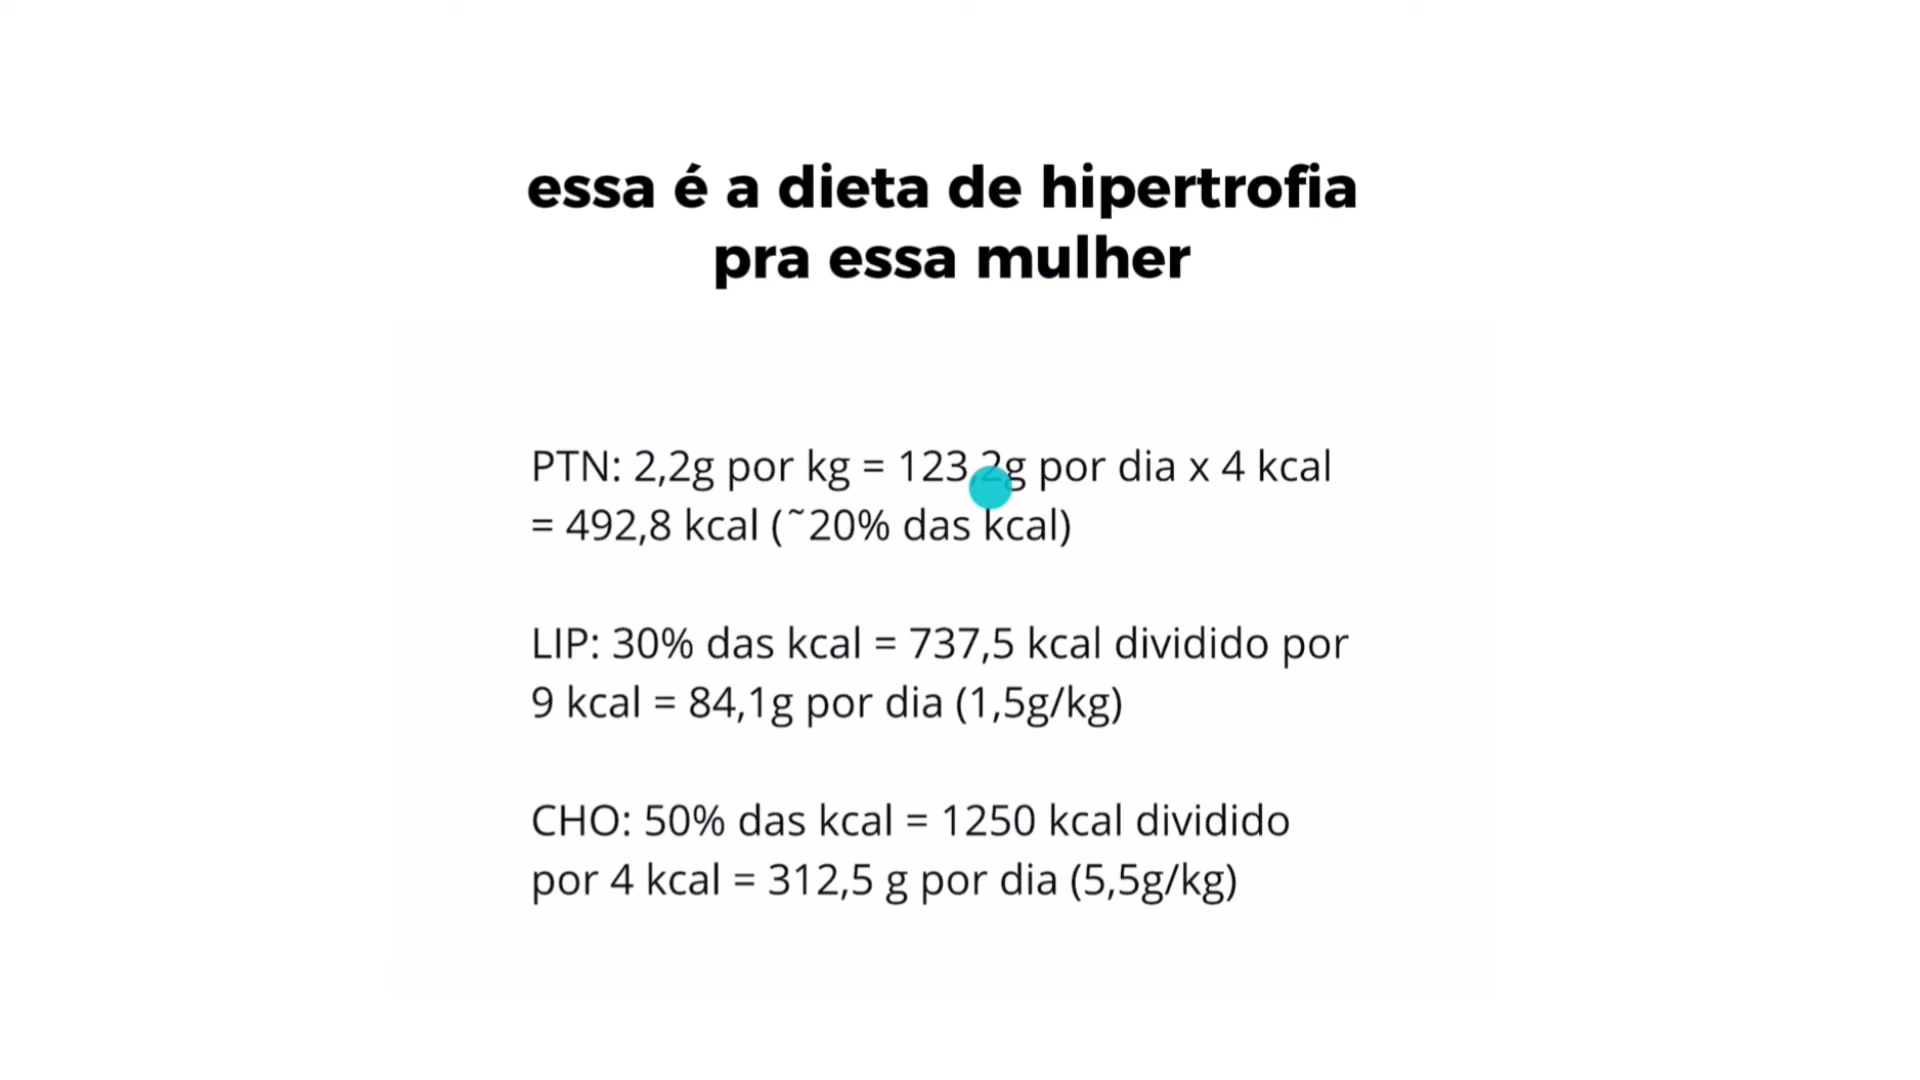 essa é a dieta de hipertrofia
pra essa mulher
PTN: 2,2g por kg = 123,2g por dia x 4 kcal
= 492,8 kcal (~20% das kcal)
LIP: 30% das kcal = 737,5 kcal dividido por
9 kcal = 84,1g por dia (1,5g/kg)
CHO: 50% das kcal = 1250 kcal dividido
por 4 kcal = 312,5 g por dia (5,5g/kg)